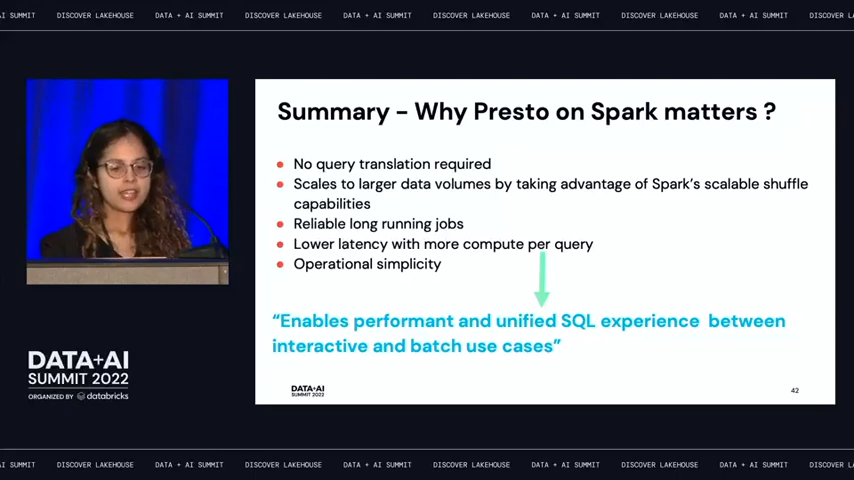 AI SUMMIT DISCOVER LAKEHOUSE DATA + AI SUMMIT DISCOVER LAKEHOUSE DATA + AI SUMMIT DISCOVER LAKEHOUSE DATA + AI SUMMIT DISCOVER LAKEHOUSE DATA + AI SUMMIT
Summary - Why Presto on Spark matters ?
No query translation required
Scales to larger data volumes by taking advantage of Spark's scalable shuffle
capabilities
Reliable long running jobs
Lower latency with more compute per query
Operational simplicity
“Enables performant and unified SQL experience between
interactive and batch use cases”
DATA+AI
SUMMIT 2022
42
DATA+AI
SUMMIT 2022
ORGANIZED BY databricks
AI SUMMIT DISCOVER LAKEHOUSE DATA + AI SUMMIT DISCOVER LAKEHOUSE DATA + AI SUMMIT DISCOVER LAKEHOUSE DATA + AI SUMMIT DISCOVER LAKEHOUSE DATA + AI SUMMIT